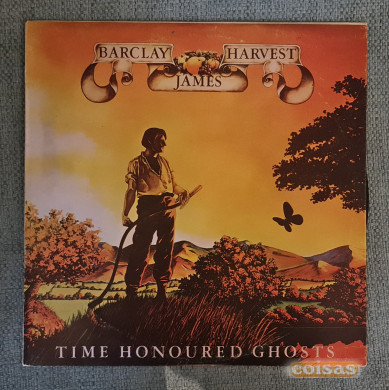 BARCLAY HARVEST
JAMES
TIME HONOURED GHOSTS
coisas